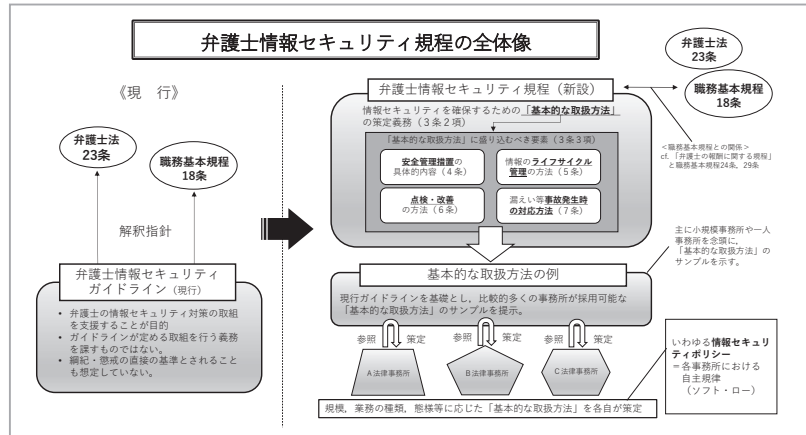 弁護士情報セキュリティ規程の全体像
《現　行》
弁護士法
23条
職務基本規程
18条
解釈指針
弁護士情報セキュリティ
ガイドライン（現行）
• 弁護士の情報セキュリティ対策の取組
を支援することが目的
• ガイドラインが定める取組を行う義務
を課すものではない。
• 綱紀・懲戒の直接の基準とされること
も想定していない。
弁護士情報セキュリティ規程（新設）
情報セキュリティを確保するための「基本的な取扱方法」
の策定義務（３条２項）
「基本的な取扱方法」に盛り込むべき要素（３条３項）
安全管理措置の
具体的内容（４条）
情報のライフサイクル
管理の方法（５条）
点検・改善
の方法（６条）
漏えい等事故発生時
の対応方法（７条）
弁護士法
23条
職務基本規程
18条
＜職務基本規程との関係＞
cf. 「弁護士の報酬に関する規程」
と職務基本規程24条，29条
基本的な取扱方法の例
現行ガイドラインを基礎とし，比較的多くの事務所が採用可能な
「基本的な取扱方法」のサンプルを提示。
主に小規模事務所や一人
事務所を念頭に，
「基本的な取扱方法」の
サンプルを示す。
参照　策定　参照　策定　参照　策定
A法律事務所
B法律事務所
C法律事務所
規模，業務の種類，態様等に応じた「基本的な取扱方法」を各自が策定
いわゆる情報セキュリ
ティポリシー
＝各事務所における
自主規律
（ソフト・ロー）